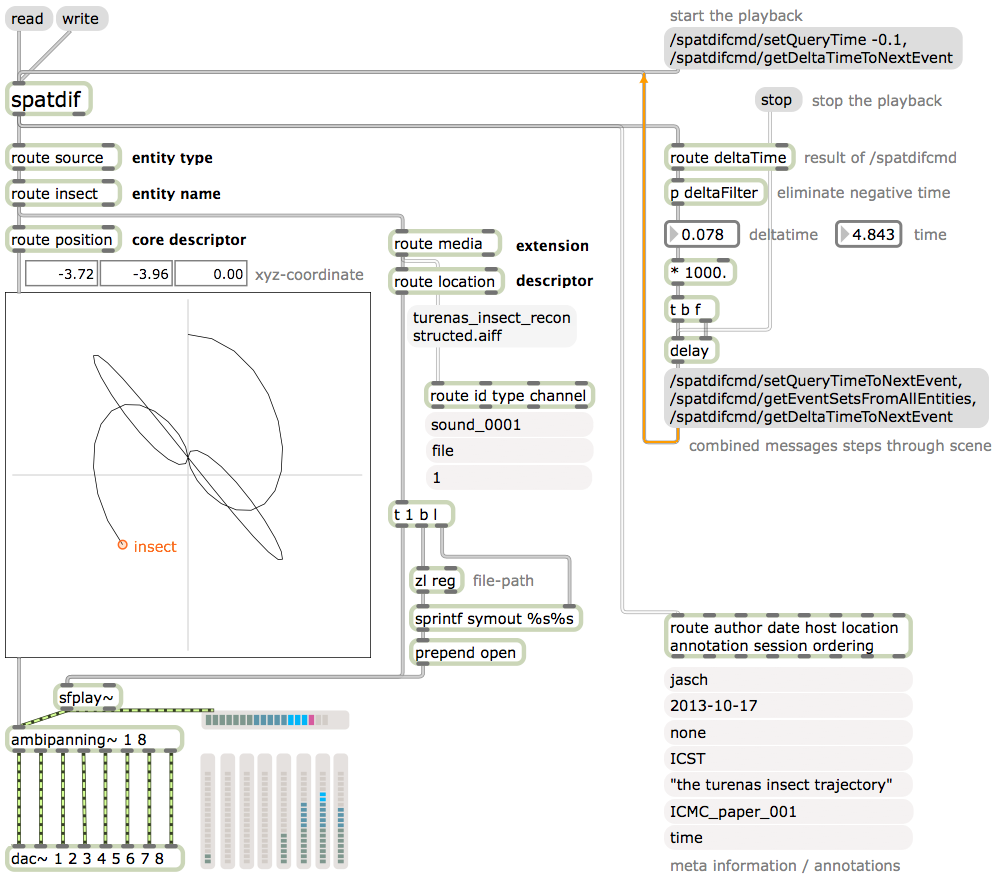 read
write
start the playback
/spatdifcmd/setQueryTime -0.1,
/spatdifcmd/getDeltaTimeToNextEvent
spatdif
stop
stop the playback
route source
entity type
route deltaTime
result of /spatdifcmd
route insect
entity name
p deltaFilter
eliminate negative time
route position
core descriptor
route media
extension
0.078
deltatime
4.843
time
-3.72
-3.96
0.00
xyz-coordinate
route location
descriptor
* 1000.
turenas_insect_recon
structed.aiff
t b f
delay
/spatdifcmd/setQueryTimeToNextEvent,
/spatdifcmd/getEventSetsFromAllEntities,
/spatdifcmd/getDeltaTimeToNextEvent
combined messages steps through scene
route id type channel
sound_0001
file
1
t 1 b l
insect
zl reg
file-path
sprintf symout %s%s
prepend open
route author date host location
annotation session ordering
jasch
2013-10-17
none
ICST
"the turenas insect trajectory"
ICMC_paper_001
time
meta information / annotations
sfplay~
ambipanning~ 1 8
dac~ 1 2 3 4 5 6 7 8